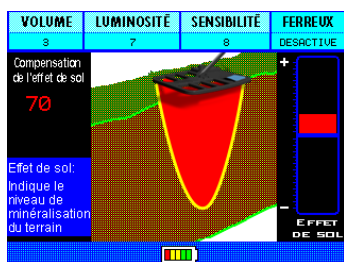 VOLUME LUMINOSITÉ SENSIBILITÉ FERREUX
3 7 8 DESACTIVE
Compensation
de l'effet de sol
70
Effet de sol:
Indique le
niveau de
minéralisation
du terrain
+
−
EFFET
DE SOL